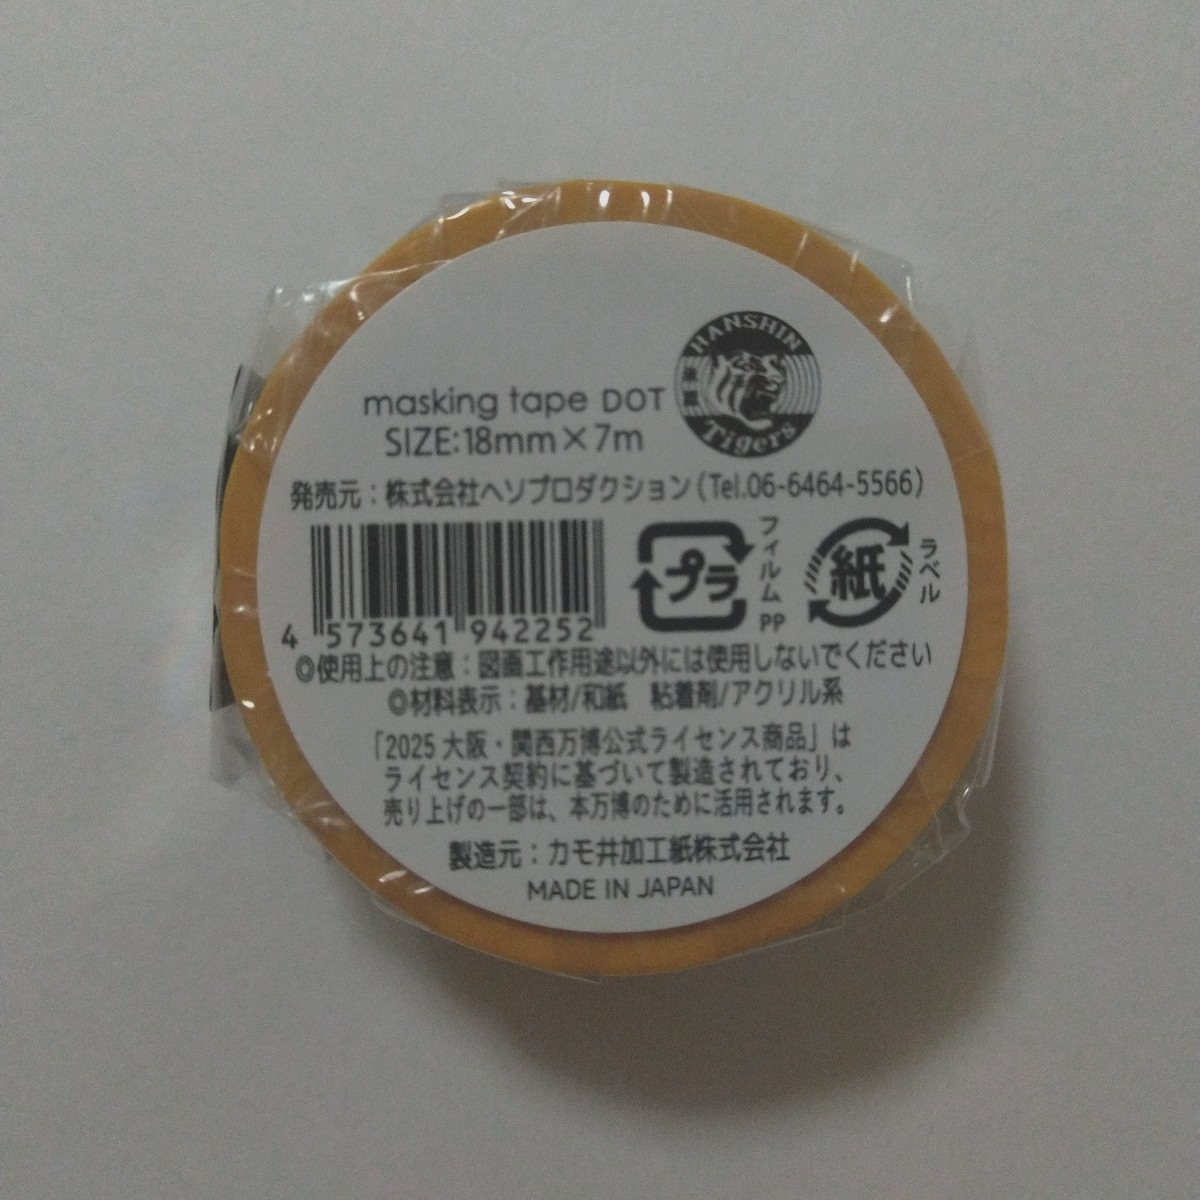 HANSHIN
Tigers
masking tape DOT
SIZE:18mm×7m
発売元：株式会社ヘソプロダクション(Tel.06-6464-5566)
プラ
フィルム
PP
紙
ラベル
4 573641 942252
◎使用上の注意：図画工作用途以外には使用しないでください
◎材料表示：基材/和紙 粘着剤/アクリル系
「2025 大阪・関西万博公式ライセンス商品」は
ライセンス契約に基づいて製造されており、
売り上げの一部は、本万博のために活用されます。
製造元：カモ井加工紙株式会社
MADE IN JAPAN